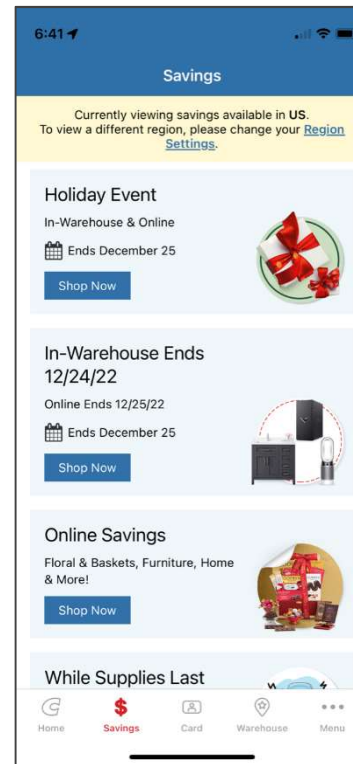 6:41
Savings
Currently viewing savings available in US.
To view a different region, please change your Region
Settings.
Holiday Event
In-Warehouse & Online
Ends December 25
Shop Now
In-Warehouse Ends
12/24/22
Online Ends 12/25/22
Ends December 25
Shop Now
Online Savings
Floral & Baskets, Furniture, Home
& More!
Shop Now
While Supplies Last
Home Savings Card Warehouse Menu